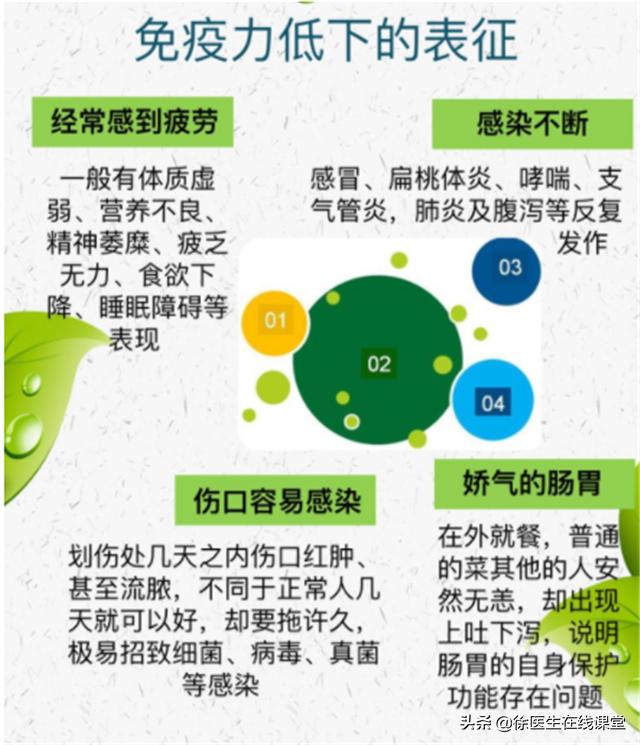 免疫力低下的表征
经常感到疲劳
一般有体质虚
弱、营养不良、
精神萎糜、疲乏
无力、食欲下
降、睡眠障碍等
表现
感染不断
感冒、扁桃体炎、哮喘、支
气管炎，肺炎及腹泻等反复
发作
01
02
03
04
伤口容易感染
划伤处几天之内伤口红肿、
甚至流脓，不同于正常人几
天就可以好，却要拖许久，
极易招致细菌、病毒、真菌
等感染
娇气的肠胃
在外就餐，普通
的菜其他的人安
然无恙，却出现
上吐下泻，说明
肠胃的自身保护
功能存在问题
头条 @徐医生在线课堂